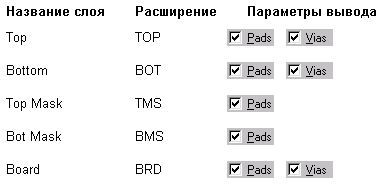 Название слоя Расширение Параметры вывода
Top TOP Pads Vias
Bottom BOT Pads Vias
Top Mask TMS Pads
Bot Mask BMS Pads
Board BRD Pads Vias